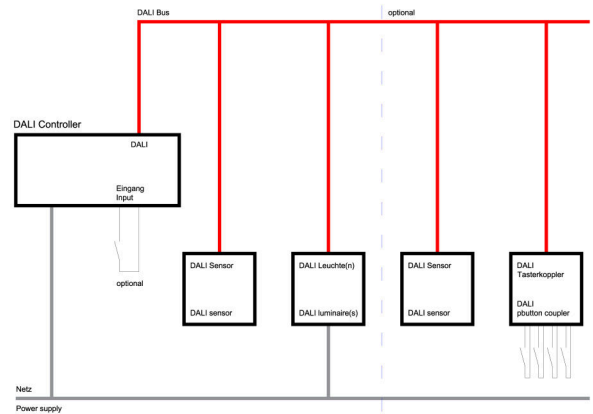 DALI Bus
optional
DALI Controller
DALI
Eingang
Input
optional
DALI Sensor
DALI sensor
DALI Leuchte(n)
DALI luminaire(s)
DALI Sensor
DALI sensor
DALI
Tasterkoppler
DALI
pbutton coupler
Netz
Power supply